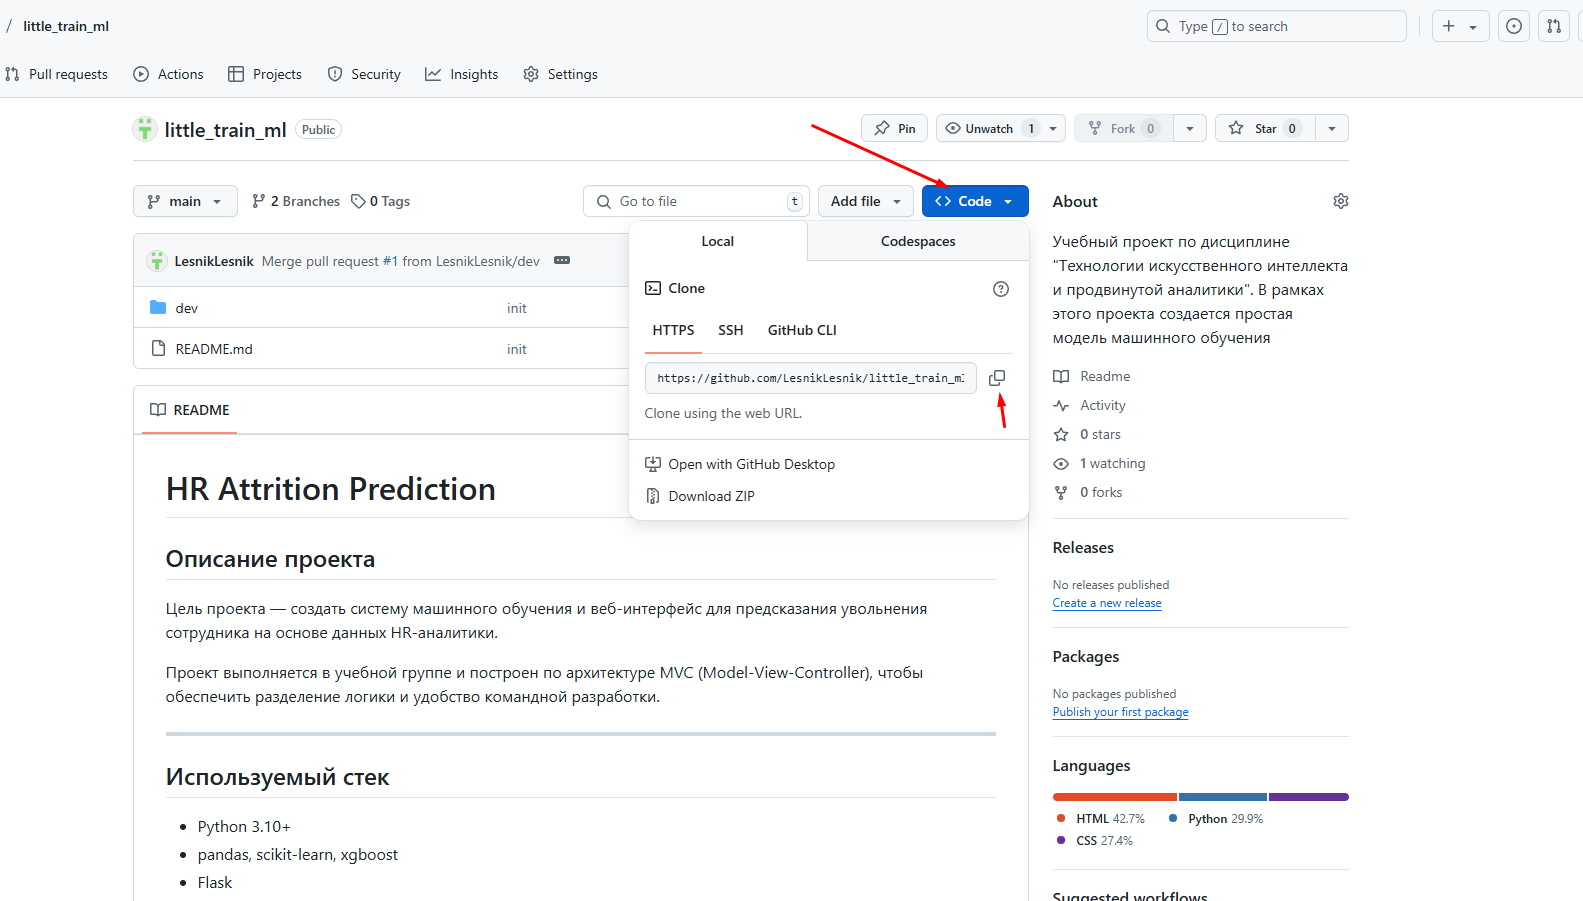 / little_train_ml
Type / to search
Pull requests
Actions
Projects
Security
Insights
Settings
little_train_ml
Public
Pin
Unwatch 1
Fork 0
Star 0
main
2 Branches
0 Tags
Go to file
t
Add file
Code
LesnikLesnik Merge pull request #1 from LesnikLesnik/dev
dev
init
README.md
init
README
Local
Codespaces
Clone
HTTPS
SSH
GitHub CLI
https://github.com/LesnikLesnik/little_train_ml
Clone using the web URL.
Open with GitHub Desktop
Download ZIP
HR Attrition Prediction
Описание проекта
Цель проекта — создать систему машинного обучения и веб-интерфейс для предсказания увольнения
сотрудника на основе данных HR-аналитики.
Проект выполняется в учебной группе и построен по архитектуре MVC (Model-View-Controller), чтобы
обеспечить разделение логики и удобство командной разработки.
Используемый стек
Python 3.10+
pandas, scikit-learn, xgboost
Flask
About
Учебный проект по дисциплине
"Технологии искусственного интеллекта
и продвинутой аналитики". В рамках
этого проекта создается простая
модель машинного обучения
Readme
Activity
0 stars
1 watching
0 forks
Releases
No releases published
Create a new release
Packages
No packages published
Publish your first package
Languages
HTML 42.7%
Python 29.9%
CSS 27.4%
Suggested workflows